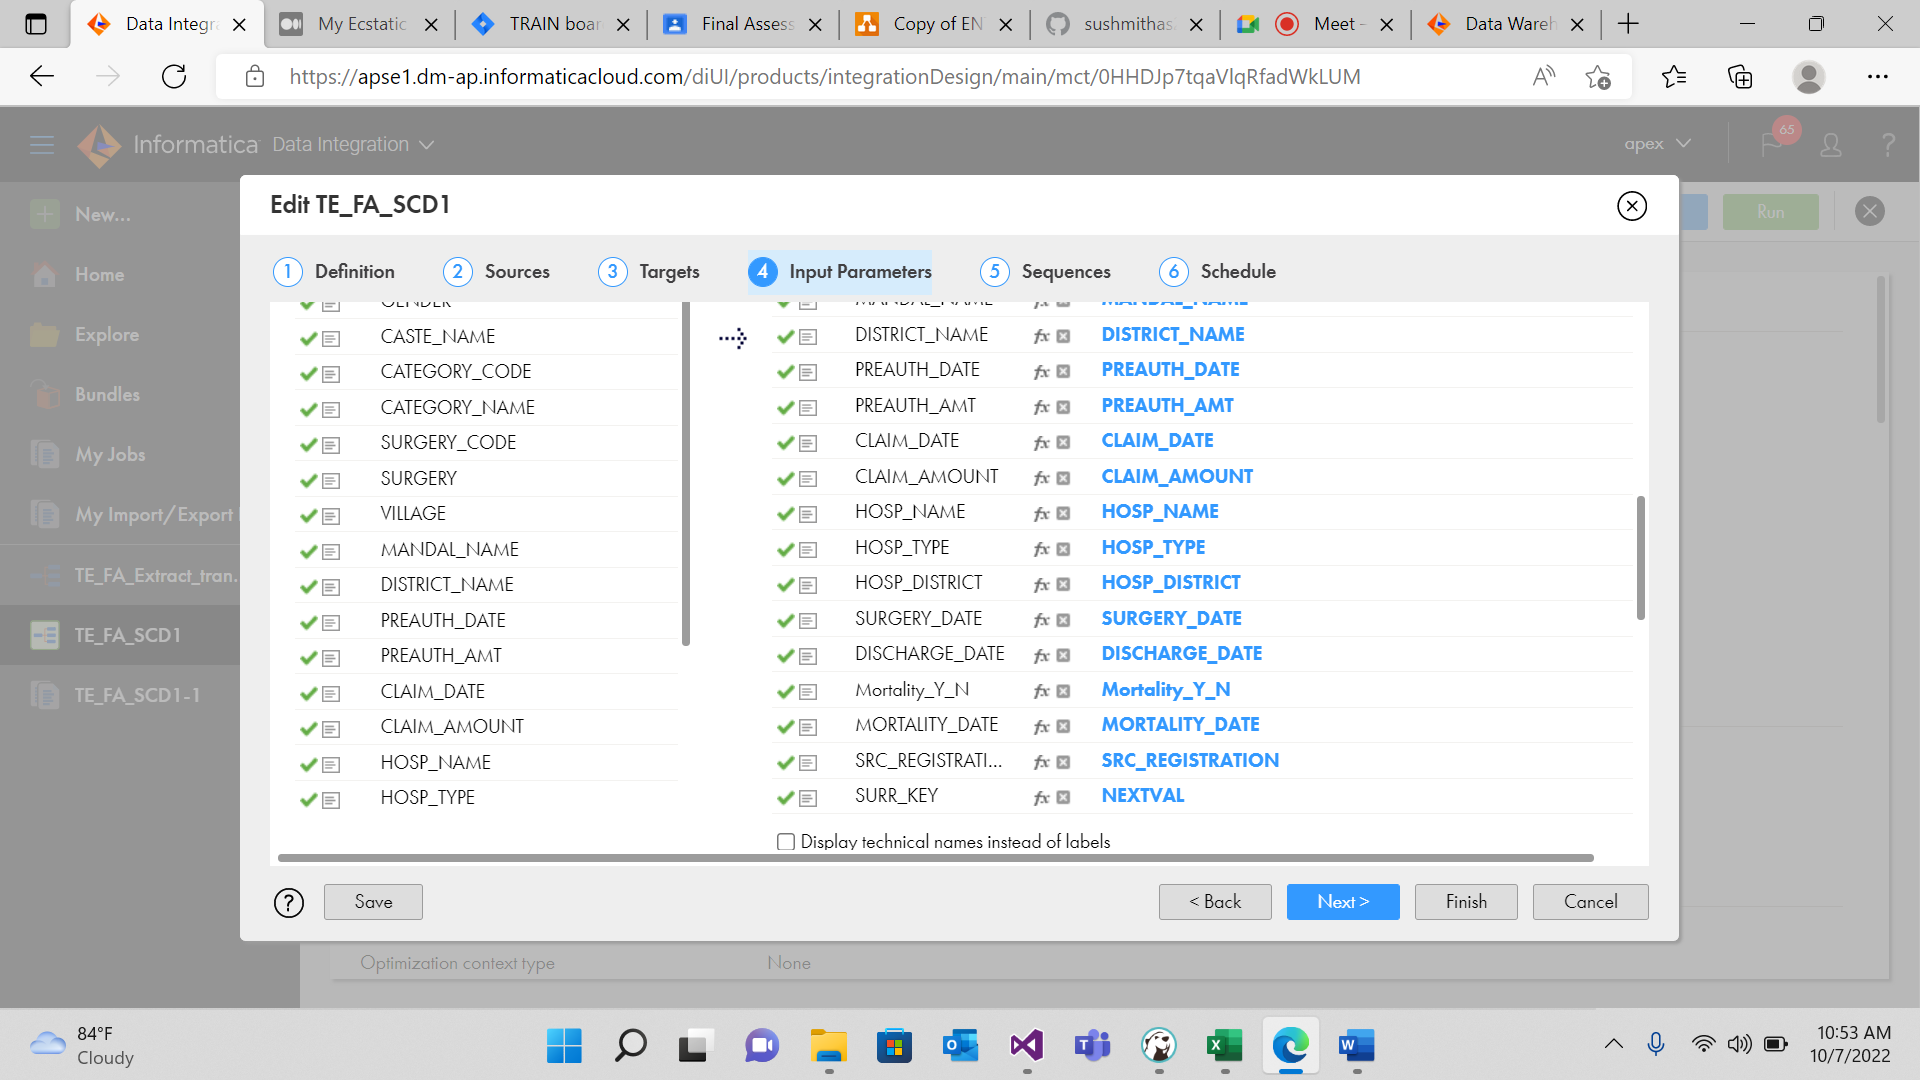 Data Integra
My Ecstatic
TRAIN boar
Final Assess
Copy of EN
sushmithas
Meet -
Data Wareh
https://apse1.dm-ap.informaticacloud.com/diUI/products/integrationDesign/main/mct/0HHDJp7tqaVlqRfadWkLUM
Informatica Data Integration
apex
65
?
New...
Home
Explore
Bundles
My Jobs
My Import/Export
TE_FA_Extract_tran...
TE_FA_SCD1
TE_FA_SCD1-1
Run
Edit TE_FA_SCD1
1 Definition
2 Sources
3 Targets
4 Input Parameters
5 Sequences
6 Schedule
GENDER
CASTE_NAME
CATEGORY_CODE
CATEGORY_NAME
SURGERY_CODE
SURGERY
VILLAGE
MANDAL_NAME
DISTRICT_NAME
PREAUTH_DATE
PREAUTH_AMT
CLAIM_DATE
CLAIM_AMOUNT
HOSP_NAME
HOSP_TYPE
MANDAL_NAME fx MANDAL_NAME
DISTRICT_NAME fx DISTRICT_NAME
PREAUTH_DATE fx PREAUTH_DATE
PREAUTH_AMT fx PREAUTH_AMT
CLAIM_DATE fx CLAIM_DATE
CLAIM_AMOUNT fx CLAIM_AMOUNT
HOSP_NAME fx HOSP_NAME
HOSP_TYPE fx HOSP_TYPE
HOSP_DISTRICT fx HOSP_DISTRICT
SURGERY_DATE fx SURGERY_DATE
DISCHARGE_DATE fx DISCHARGE_DATE
Mortality_Y_N fx Mortality_Y_N
MORTALITY_DATE fx MORTALITY_DATE
SRC_REGISTRATI... fx SRC_REGISTRATION
SURR_KEY fx NEXTVAL
Display technical names instead of labels
? Save
< Back
Next >
Finish
Cancel
Optimization context type
None
84°F
Cloudy
10:53 AM
10/7/2022